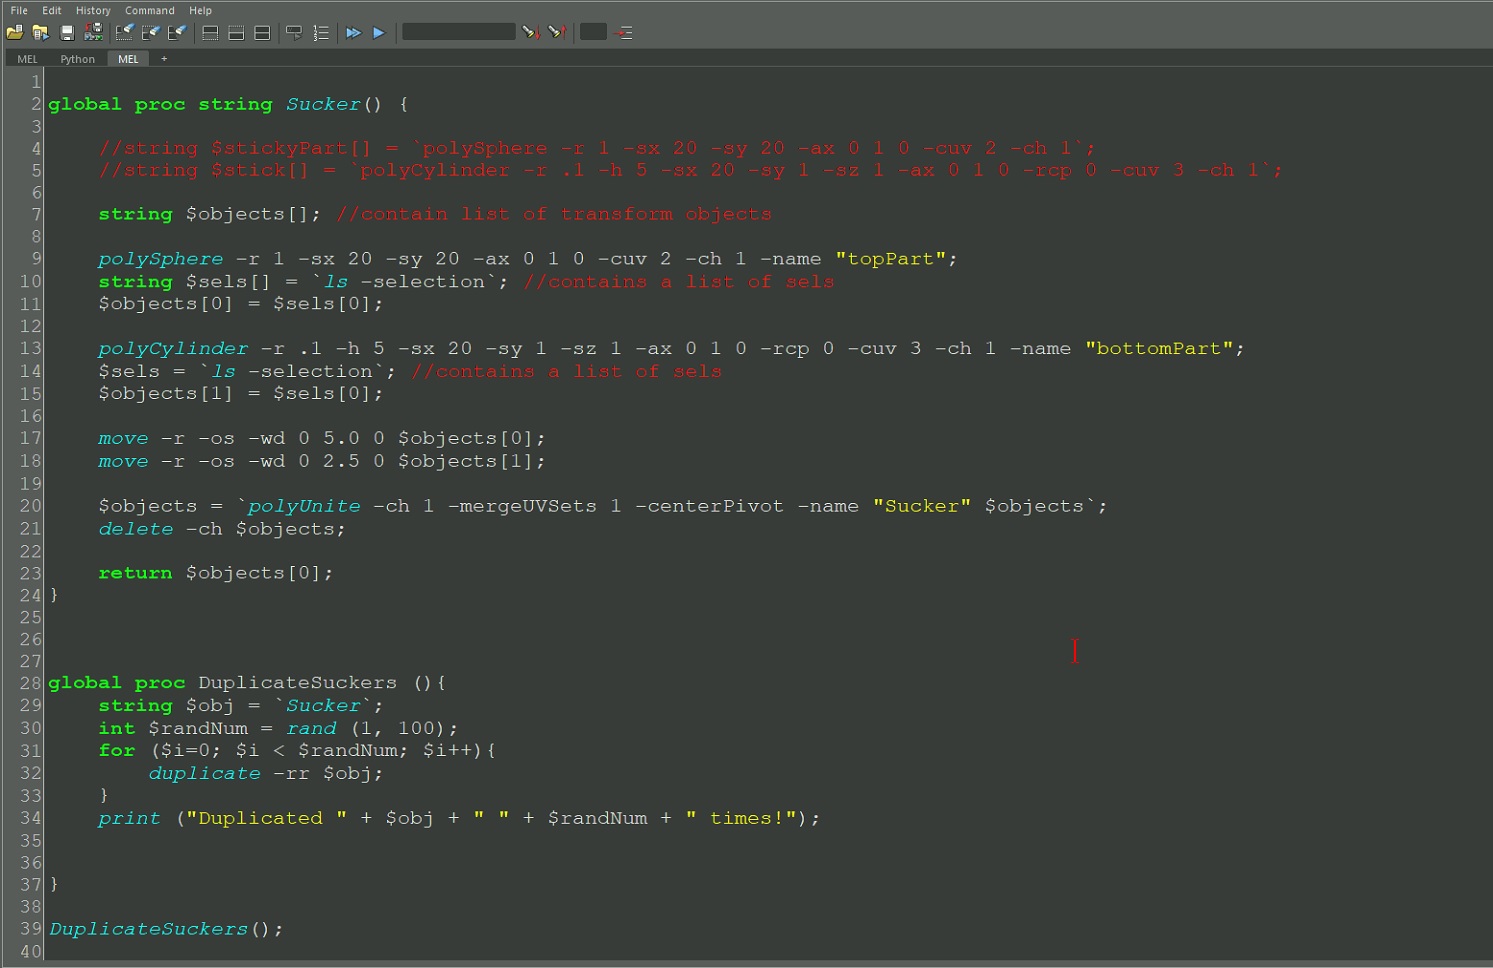 File Edit History Command Help
MEL Python MEL +
1
2 global proc string Sucker() {
3
4 //string $stickyPart[] = `polySphere -r 1 -sx 20 -sy 20 -ax 0 1 0 -cuv 2 -ch 1`;
5 //string $stick[] = `polyCylinder -r .1 -h 5 -sx 20 -sy 1 -sz 1 -ax 0 1 0 -rcp 0 -cuv 3 -ch 1`;
6
7 string $objects[]; //contain list of transform objects
8
9 polySphere -r 1 -sx 20 -sy 20 -ax 0 1 0 -cuv 2 -ch 1 -name "topPart";
10 string $sels[] = `ls -selection`; //contains a list of sels
11 $objects[0] = $sels[0];
12
13 polyCylinder -r .1 -h 5 -sx 20 -sy 1 -sz 1 -ax 0 1 0 -rcp 0 -cuv 3 -ch 1 -name "bottomPart";
14 $sels = `ls -selection`; //contains a list of sels
15 $objects[1] = $sels[0];
16
17 move -r -os -wd 0 5.0 0 $objects[0];
18 move -r -os -wd 0 2.5 0 $objects[1];
19
20 $objects = `polyUnite -ch 1 -mergeUVSets 1 -centerPivot -name "Sucker" $objects`;
21 delete -ch $objects;
22
23 return $objects[0];
24 }
25
26
27
28 global proc DuplicateSuckers (){
29 string $obj = `Sucker`;
30 int $randNum = rand (1, 100);
31 for ($i=0; $i < $randNum; $i++){
32 duplicate -rr $obj;
33 }
34 print ("Duplicated " + $obj + " " + $randNum + " times!");
35
36
37 }
38
39 DuplicateSuckers();
40